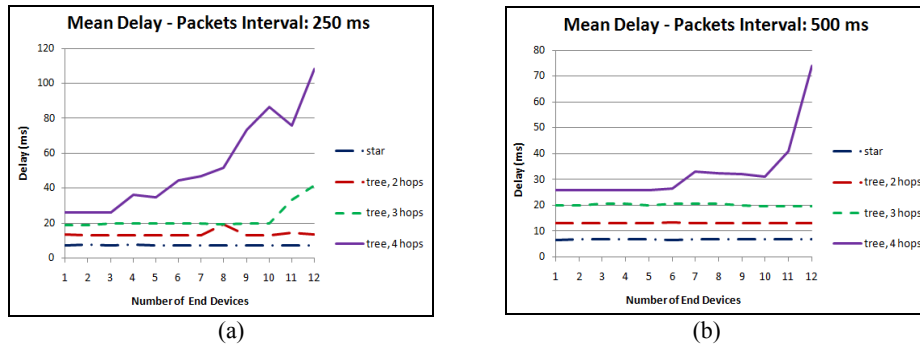 Mean Delay - Packets Interval: 250 ms
120
100
80
60
40
20
0
Delay (ms)
1 2 3 4 5 6 7 8 9 10 11 12
Number of End Devices
star
tree, 2 hops
tree, 3 hops
tree, 4 hops
(a)
Mean Delay - Packets Interval: 500 ms
80
70
60
50
40
30
20
10
0
Delay (ms)
1 2 3 4 5 6 7 8 9 10 11 12
Number of End Devices
star
tree, 2 hops
tree, 3 hops
tree, 4 hops
(b)